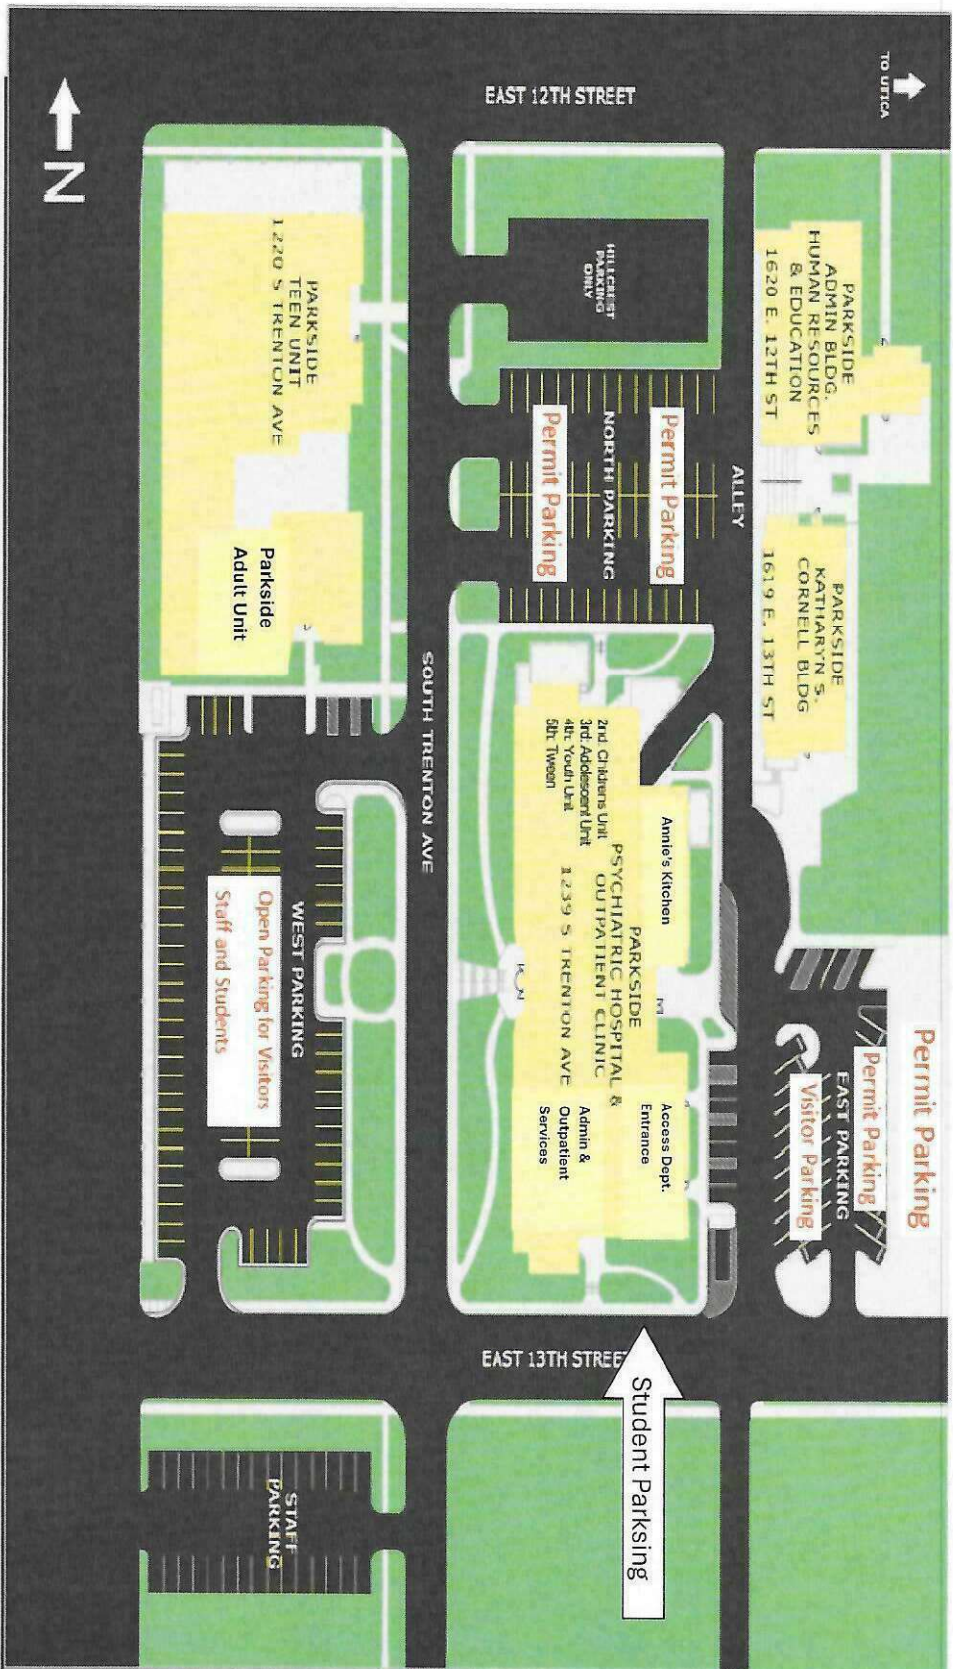 TO UTICA
EAST 12TH STREET
N
PARKSIDE
ADMIN BLDG.
HUMAN RESOURCES
& EDUCATION
1620 E. 12TH ST
HILLCREST
PARKING
ONLY
PARKSIDE
TEEN UNIT
1220 S TRENTON AVE
Permit Parking
NORTH PARKING
Permit Parking
ALLEY
PARKSIDE
KATHARYN S.
CORNELL BLDG
1619 E. 13TH ST
Parkside
Adult Unit
SOUTH TRENTON AVE
2nd: Childrens Unit
3rd: Adolescent Unit
4th: Youth Unit
5th: Tween
Annie's Kitchen
PARKSIDE
PSYCHIATRIC HOSPITAL &
OUTPATIENT CLINIC
1239 S TRENTON AVE
Access Dept.
Entrance
Admin &
Outpatient
Services
WEST PARKING
Open Parking for Visitors
Staff and Students
Permit Parking
Permit Parking
EAST PARKING
Visitor Parking
EAST 13TH STREET
Student Parksing
STAFF
PARKING